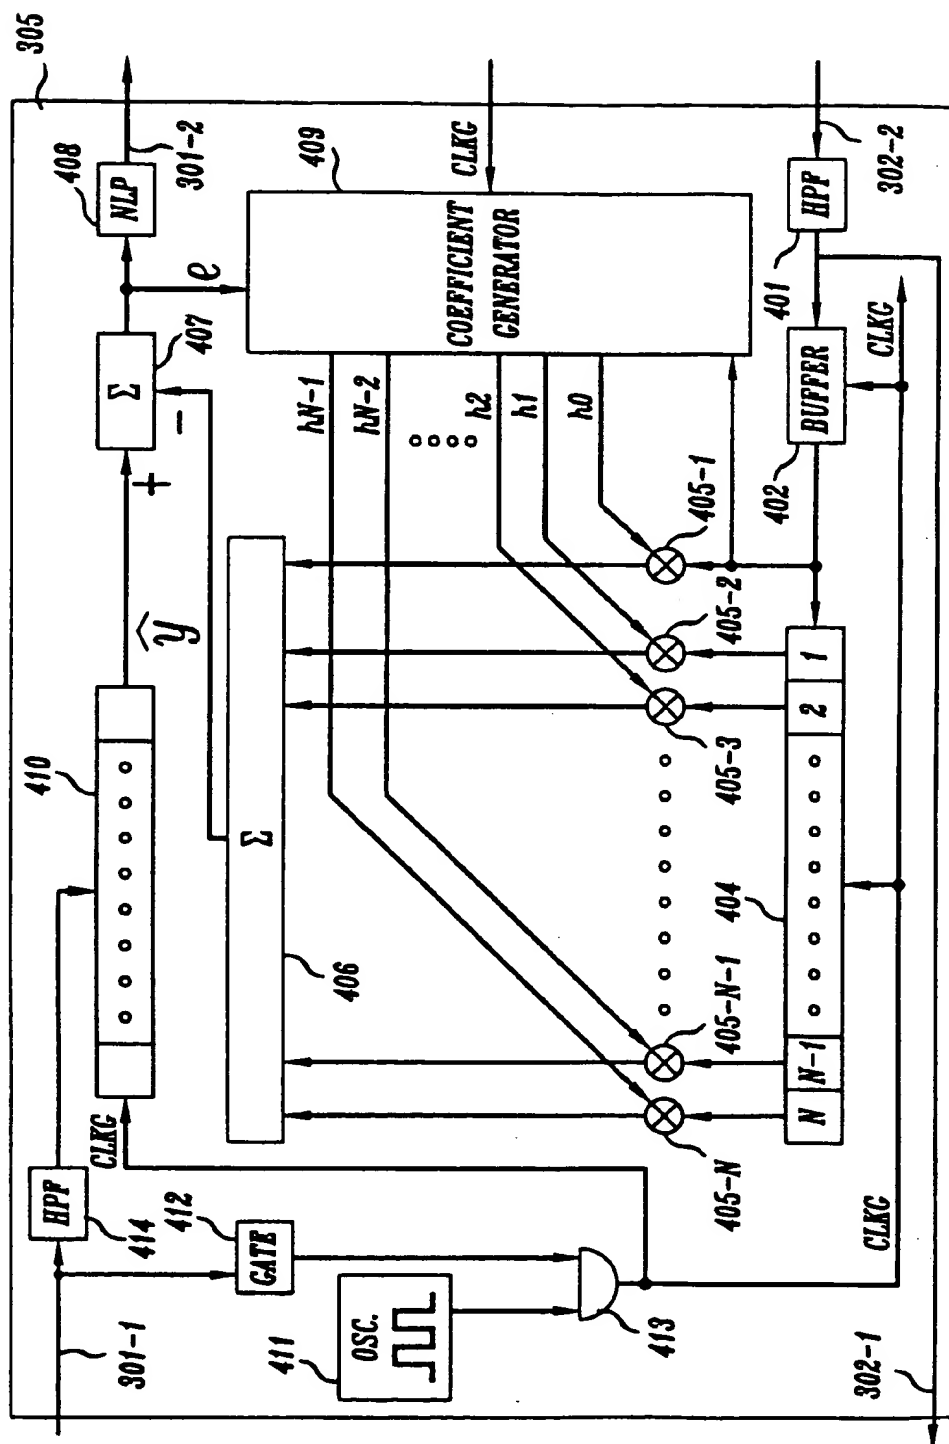 305
301-1
HPF
414
CLKG
410
ŷ
+
−
Σ
407
e
NLP
408
301-2
412
GATE
411
OSC.
413
Σ
406
hN-1
hN-2
h2
h1
h0
COEFFICIENT
GENERATOR
409
CLKG
405-N
405-N-1
405-3
405-2
405-1
N
N-1
404
2
1
402
BUFFER
401
HPF
302-2
CLKG
CLKG
302-1